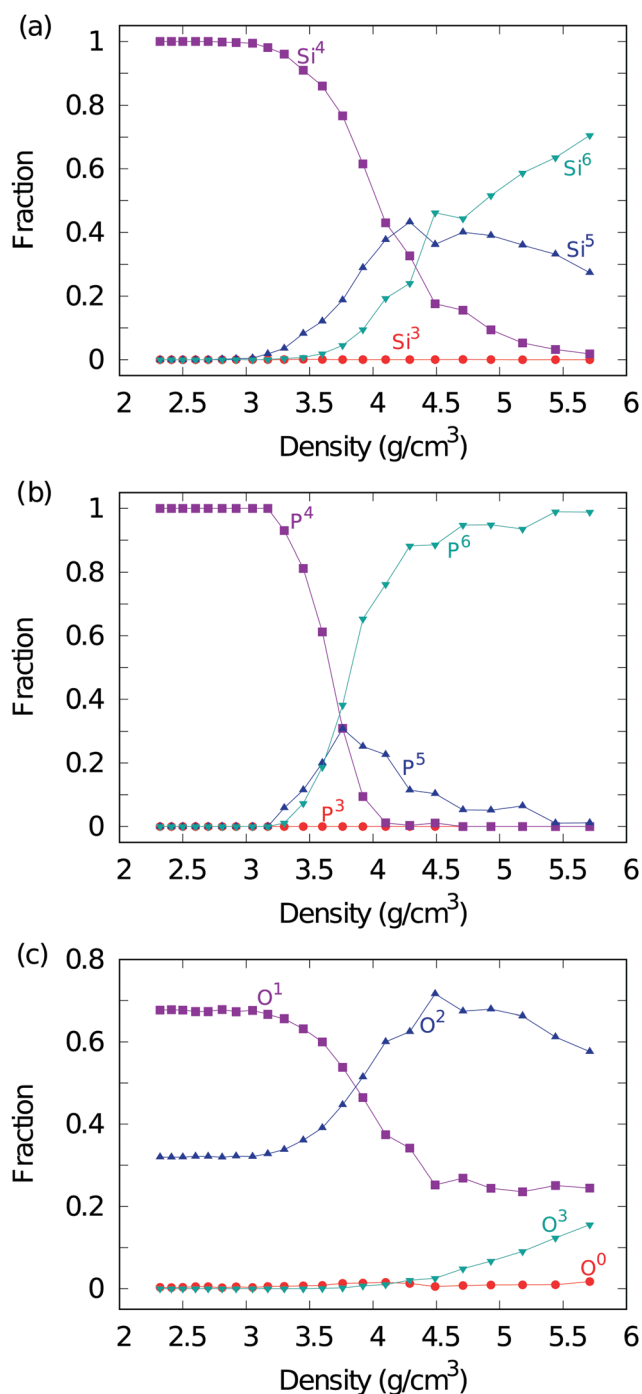 (a)
1
0.8
0.6
0.4
0.2
0
Fraction
Si⁴
Si⁶
Si⁵
Si³
2 2.5 3 3.5 4 4.5 5 5.5 6
Density (g/cm³)
(b)
1
0.8
0.6
0.4
0.2
0
Fraction
P⁴
P⁶
P⁵
P³
2 2.5 3 3.5 4 4.5 5 5.5 6
Density (g/cm³)
(c)
0.8
0.6
0.4
0.2
0
Fraction
O¹
O²
O³
O⁰
2 2.5 3 3.5 4 4.5 5 5.5 6
Density (g/cm³)